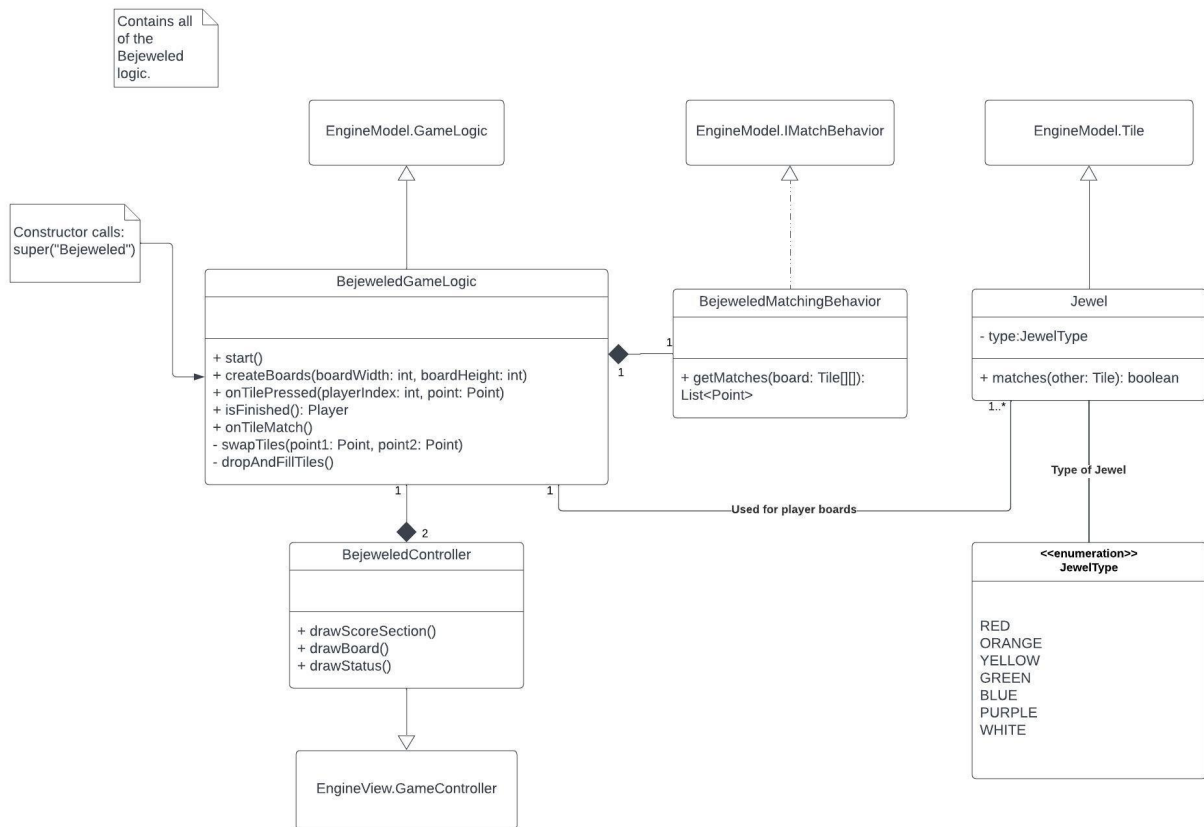 Contains all
of the
Bejeweled
logic.
EngineModel.GameLogic
EngineModel.IMatchBehavior
EngineModel.Tile
Constructor calls:
super("Bejeweled")
BejeweledGameLogic
+ start()
+ createBoards(boardWidth: int, boardHeight: int)
+ onTilePressed(playerIndex: int, point: Point)
+ isFinished(): Player
+ onTileMatch()
- swapTiles(point1: Point, point2: Point)
- dropAndFillTiles()
1
1
BejeweledMatchingBehavior
+ getMatches(board: Tile[][]):
List<Point>
Jewel
- type:JewelType
+ matches(other: Tile): boolean
1..*
Type of Jewel
1
1
Used for player boards
2
BejeweledController
+ drawScoreSection()
+ drawBoard()
+ drawStatus()
<<enumeration>>
JewelType
RED
ORANGE
YELLOW
GREEN
BLUE
PURPLE
WHITE
EngineView.GameController